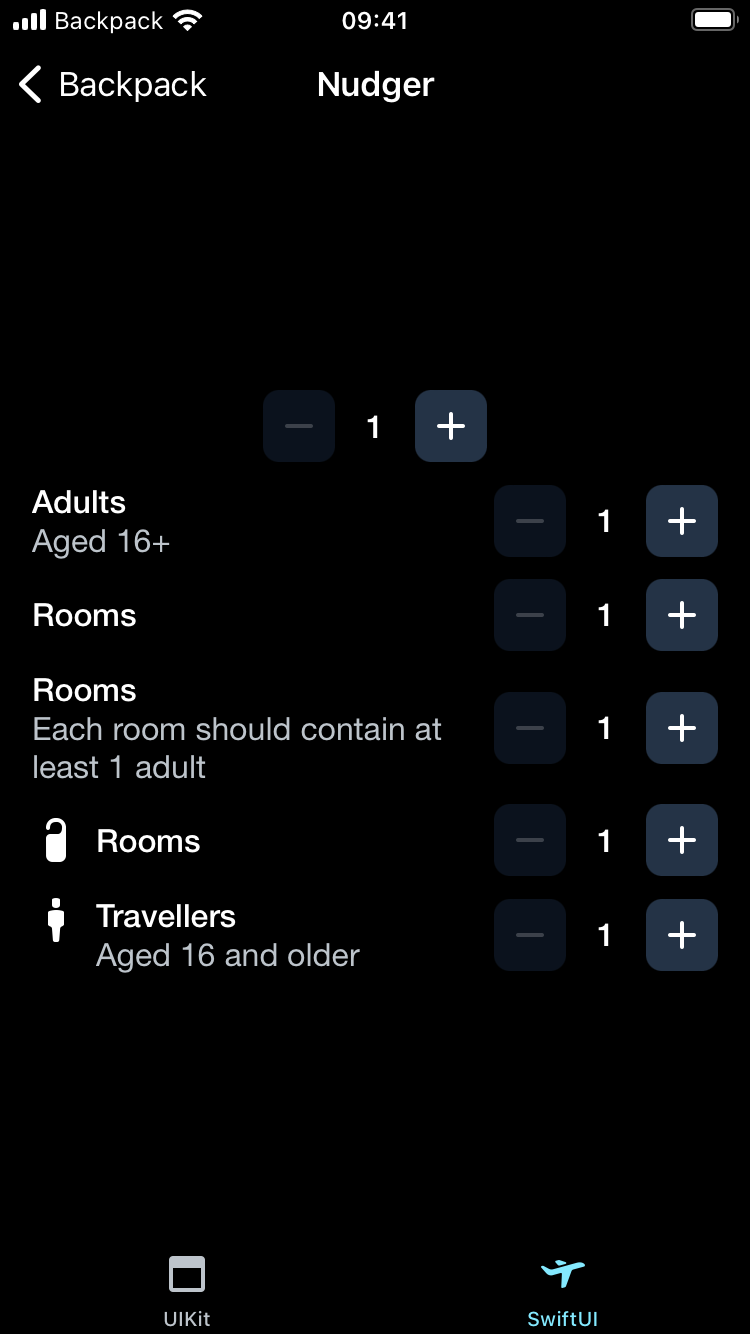 Backpack 09:41
Backpack Nudger
1
Adults
Aged 16+
1
Rooms
1
Rooms
Each room should contain at
least 1 adult
1
Rooms
1
Travellers
Aged 16 and older
1
UIKit SwiftUI